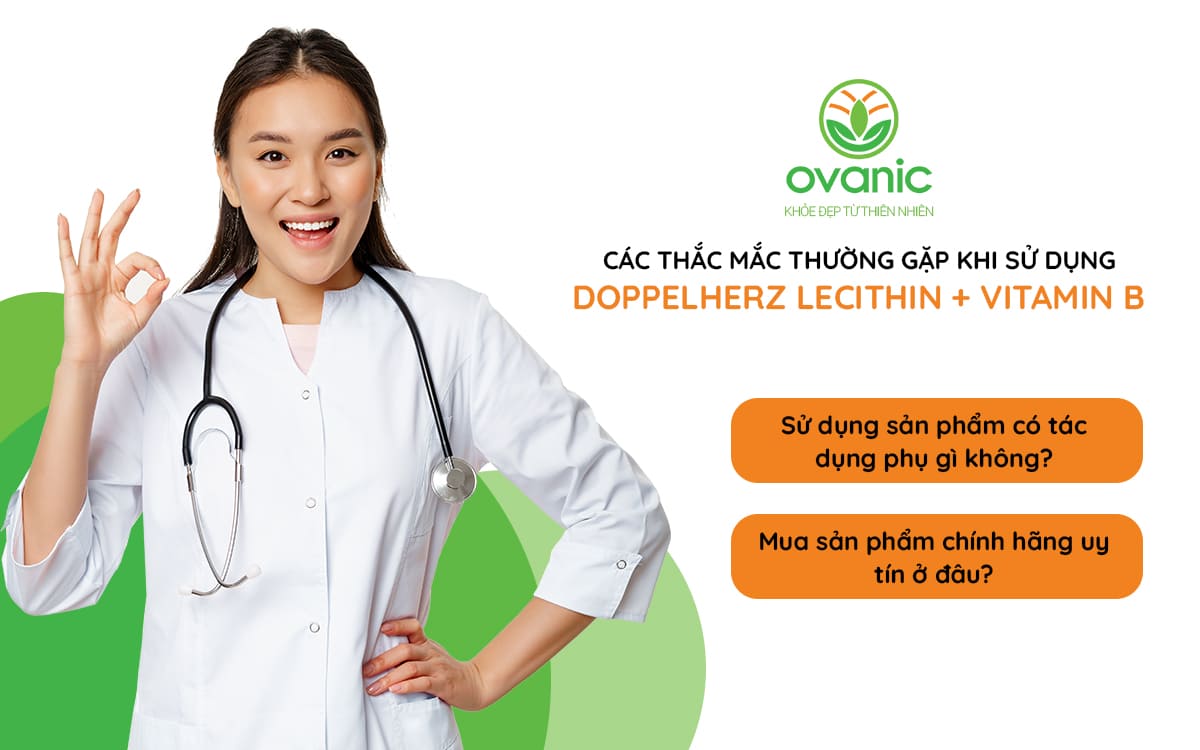 ovanic
KHỎE ĐẸP TỪ THIÊN NHIÊN
CÁC THẮC MẮC THƯỜNG GẶP KHI SỬ DỤNG
DOPPELHERZ LECITHIN + VITAMIN B
Sử dụng sản phẩm có tác
dụng phụ gì không?
Mua sản phẩm chính hãng uy
tín ở đâu?